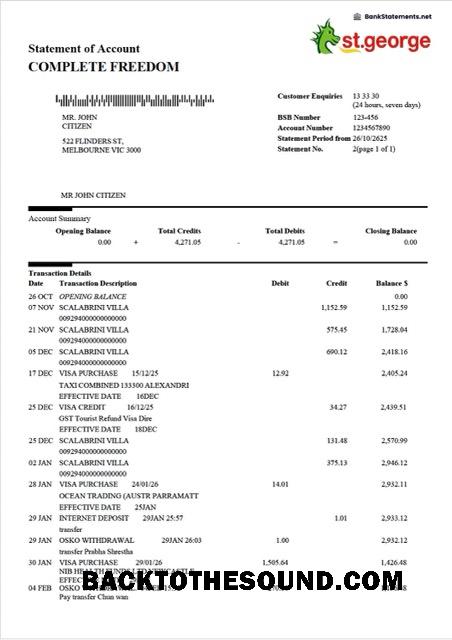 BankStatements.net
st.george
Statement of Account
COMPLETE FREEDOM
MR. JOHN
CITIZEN
522 FLINDERS ST,
MELBOURNE VIC 3000
Customer Enquiries 13 33 30
(24 hours, seven days)
BSB Number 123-456
Account Number 1234567890
Statement Period from 26/10/2625
Statement No. 2(page 1 of 1)
MR JOHN CITIZEN
Account Summary
Opening Balance Total Credits Total Debits Closing Balance
0.00 + 4,271.05 - 4,271.05 = 0.00
Transaction Details
Date Transaction Description Debit Credit Balance $
26 OCT OPENING BALANCE 0.00
07 NOV SCALABRINI VILLA 1,152.59 1,152.59
009294000000000000
21 NOV SCALABRINI VILLA 575.45 1,728.04
009294000000000000
05 DEC SCALABRINI VILLA 690.12 2,418.16
009294000000000000
17 DEC VISA PURCHASE 15/12/25 12.92 2,405.24
TAXI COMBINED 133300 ALEXANDRI
EFFECTIVE DATE 16DEC
25 DEC VISA CREDIT 16/12/25 34.27 2,439.51
GST Tourist Refund Visa Dire
EFFECTIVE DATE 18DEC
25 DEC SCALABRINI VILLA 131.48 2,570.99
009294000000000000
02 JAN SCALABRINI VILLA 375.13 2,946.12
009294000000000000
28 JAN VISA PURCHASE 24/01/26 14.01 2,932.11
OCEAN TRADING (AUSTR PARRAMATT
EFFECTIVE DATE 25JAN
29 JAN INTERNET DEPOSIT 29JAN 25:57 1.01 2,933.12
transfer
29 JAN OSKO WITHDRAWAL 29JAN 26:03 1.00 2,932.12
transfer Prabha Shrestha
30 JAN VISA PURCHASE 29/01/26 1,505.64 1,426.48
NIB HEALTH FUNDS LTD NEWCASTLE
BACKTOTHESOUND.COM
04 FEB OSKO
Pay transfer Chun wan